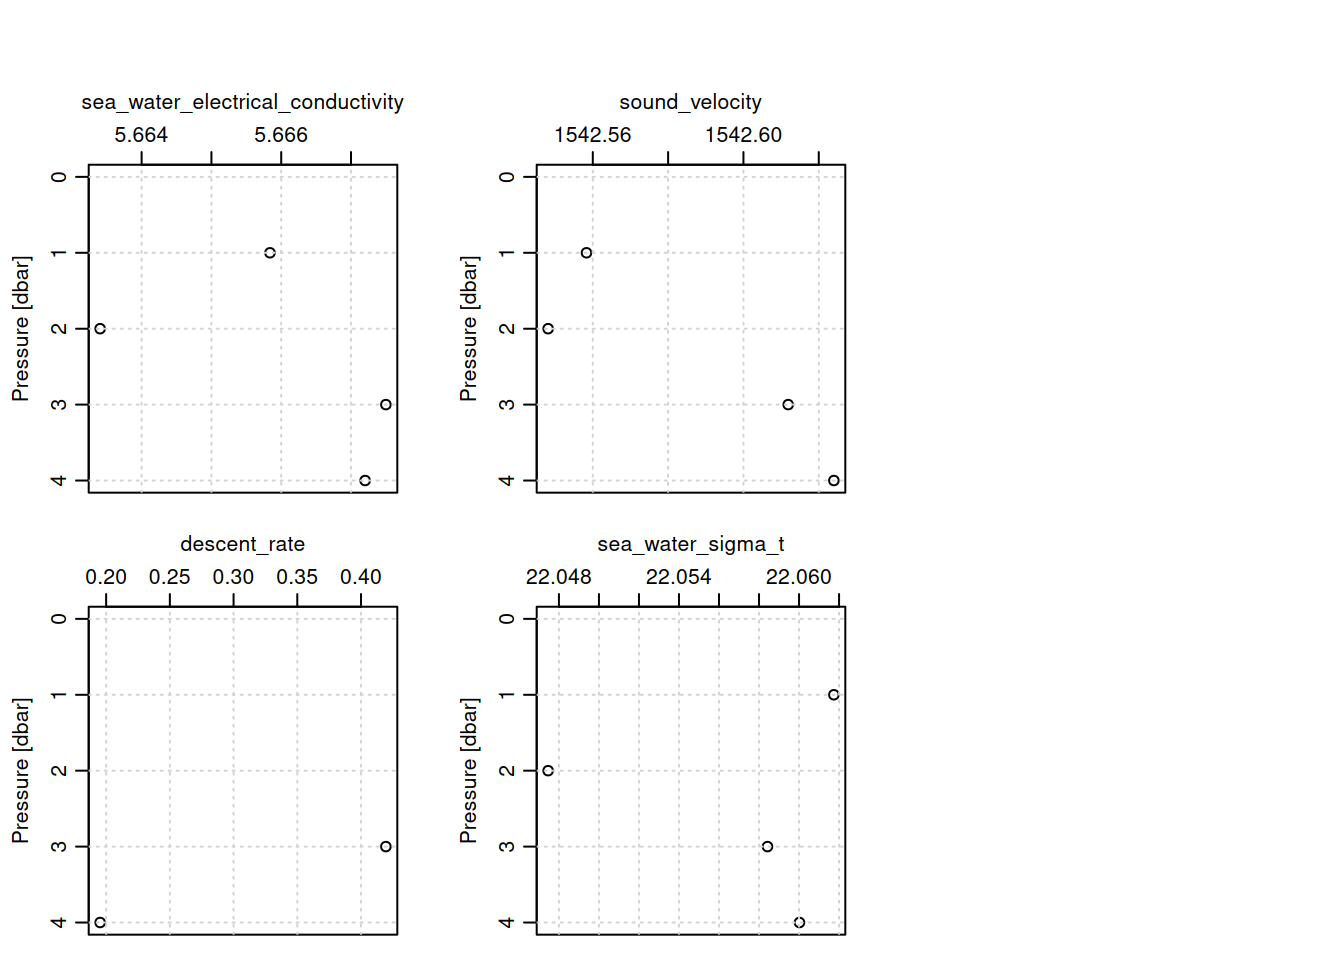 sea_water_electrical_conductivity
5.664 5.666
0
1
2
3
4
Pressure [dbar]
sound_velocity
1542.56 1542.60
0
1
2
3
4
Pressure [dbar]
descent_rate
0.20 0.25 0.30 0.35 0.40
0
1
2
3
4
Pressure [dbar]
sea_water_sigma_t
22.048 22.054 22.060
0
1
2
3
4
Pressure [dbar]